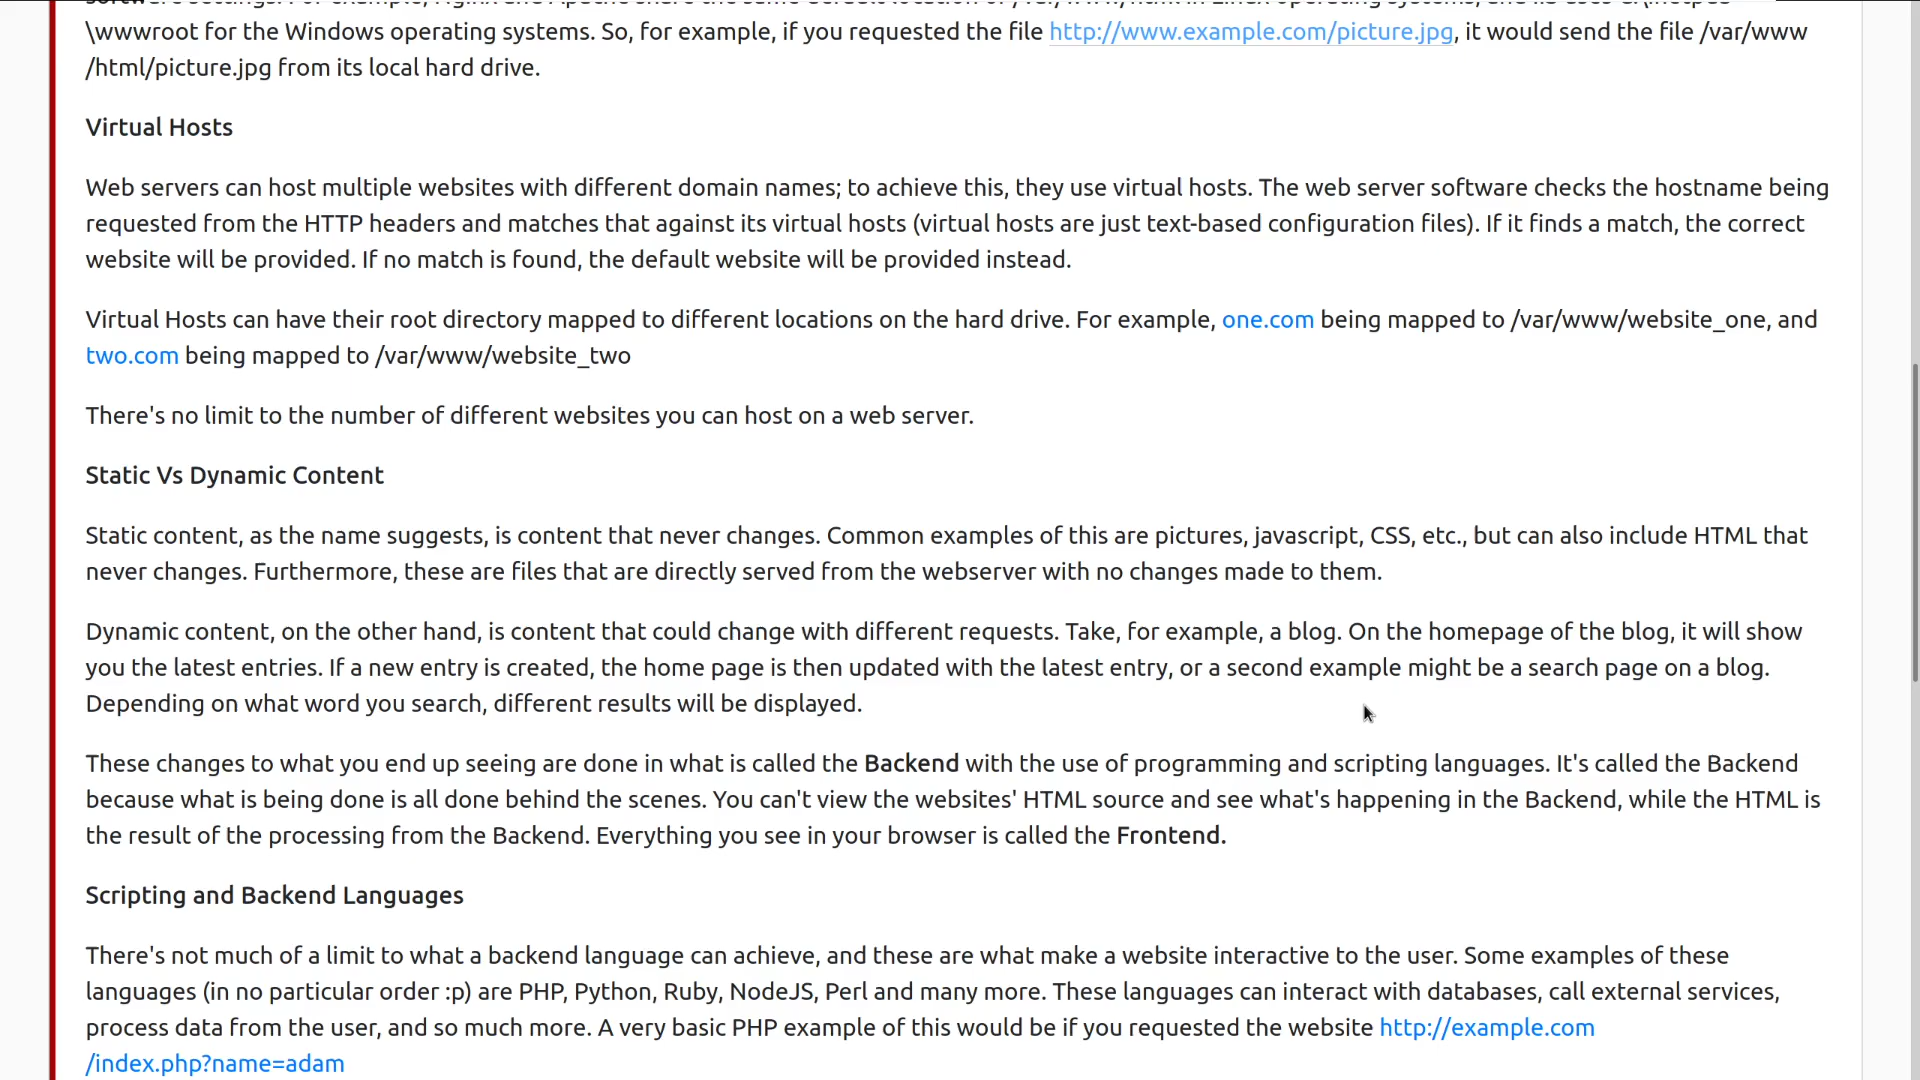 \wwwroot for the Windows operating systems. So, for example, if you requested the file http://www.example.com/picture.jpg, it would send the file /var/www
/html/picture.jpg from its local hard drive.
Virtual Hosts
Web servers can host multiple websites with different domain names; to achieve this, they use virtual hosts. The web server software checks the hostname being
requested from the HTTP headers and matches that against its virtual hosts (virtual hosts are just text-based configuration files). If it finds a match, the correct
website will be provided. If no match is found, the default website will be provided instead.
Virtual Hosts can have their root directory mapped to different locations on the hard drive. For example, one.com being mapped to /var/www/website_one, and
two.com being mapped to /var/www/website_two
There's no limit to the number of different websites you can host on a web server.
Static Vs Dynamic Content
Static content, as the name suggests, is content that never changes. Common examples of this are pictures, javascript, CSS, etc., but can also include HTML that
never changes. Furthermore, these are files that are directly served from the webserver with no changes made to them.
Dynamic content, on the other hand, is content that could change with different requests. Take, for example, a blog. On the homepage of the blog, it will show
you the latest entries. If a new entry is created, the home page is then updated with the latest entry, or a second example might be a search page on a blog.
Depending on what word you search, different results will be displayed.
These changes to what you end up seeing are done in what is called the Backend with the use of programming and scripting languages. It's called the Backend
because what is being done is all done behind the scenes. You can't view the websites' HTML source and see what's happening in the Backend, while the HTML is
the result of the processing from the Backend. Everything you see in your browser is called the Frontend.
Scripting and Backend Languages
There's not much of a limit to what a backend language can achieve, and these are what make a website interactive to the user. Some examples of these
languages (in no particular order :p) are PHP, Python, Ruby, NodeJS, Perl and many more. These languages can interact with databases, call external services,
process data from the user, and so much more. A very basic PHP example of this would be if you requested the website http://example.com
/index.php?name=adam